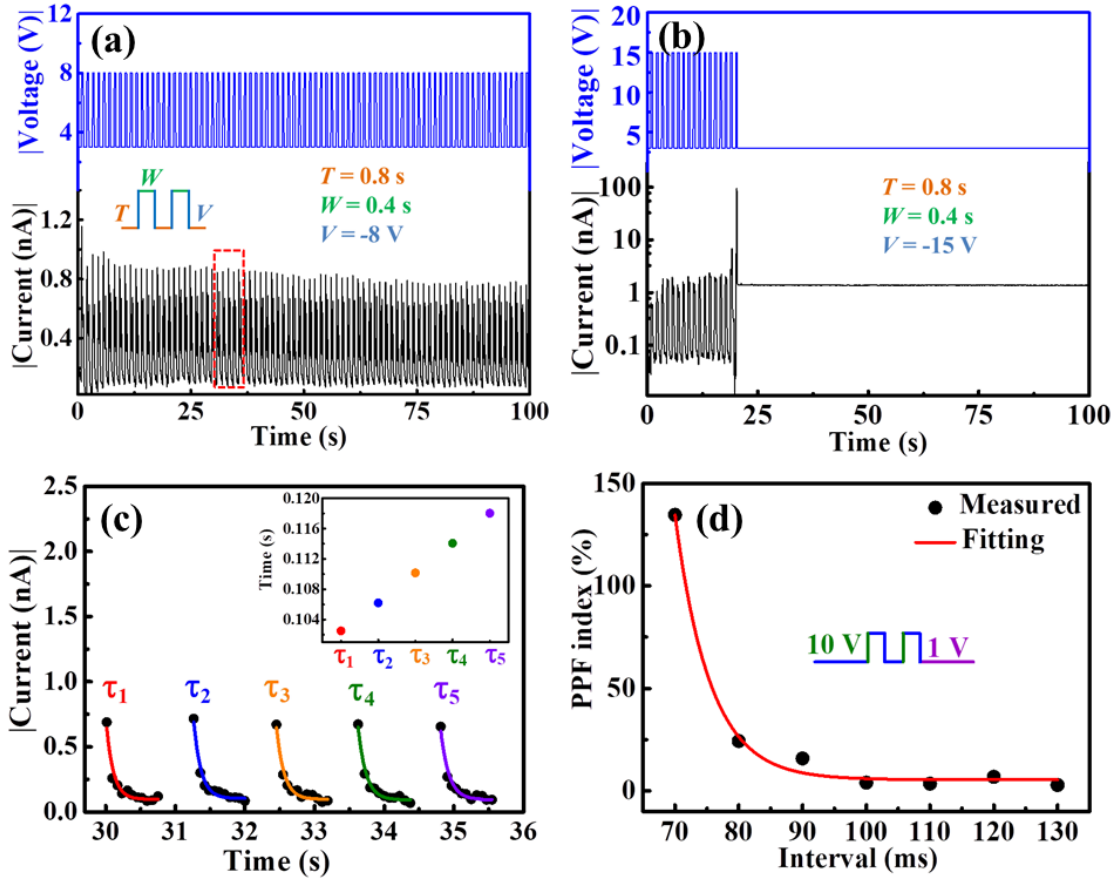 (a)
|Voltage (V)|
12
8
4
W
T
V
T = 0.8 s
W = 0.4 s
V = -8 V
|Current (nA)|
1.2
0.8
0.4
0 25 50 75 100
Time (s)
(b)
|Voltage (V)|
20
15
10
5
T = 0.8 s
W = 0.4 s
V = -15 V
|Current (nA)|
100
10
1
0.1
0 25 50 75 100
Time (s)
(c)
|Current (nA)|
2.5
2.0
1.5
1.0
0.5
0.0
Time (s)
0.120
0.116
0.112
0.108
0.104
τ1 τ2 τ3 τ4 τ5
τ1 τ2 τ3 τ4 τ5
30 31 32 33 34 35 36
Time (s)
(d)
Measured
Fitting
PPF index (%)
150
100
50
0
10 V 1 V
70 80 90 100 110 120 130
Interval (ms)